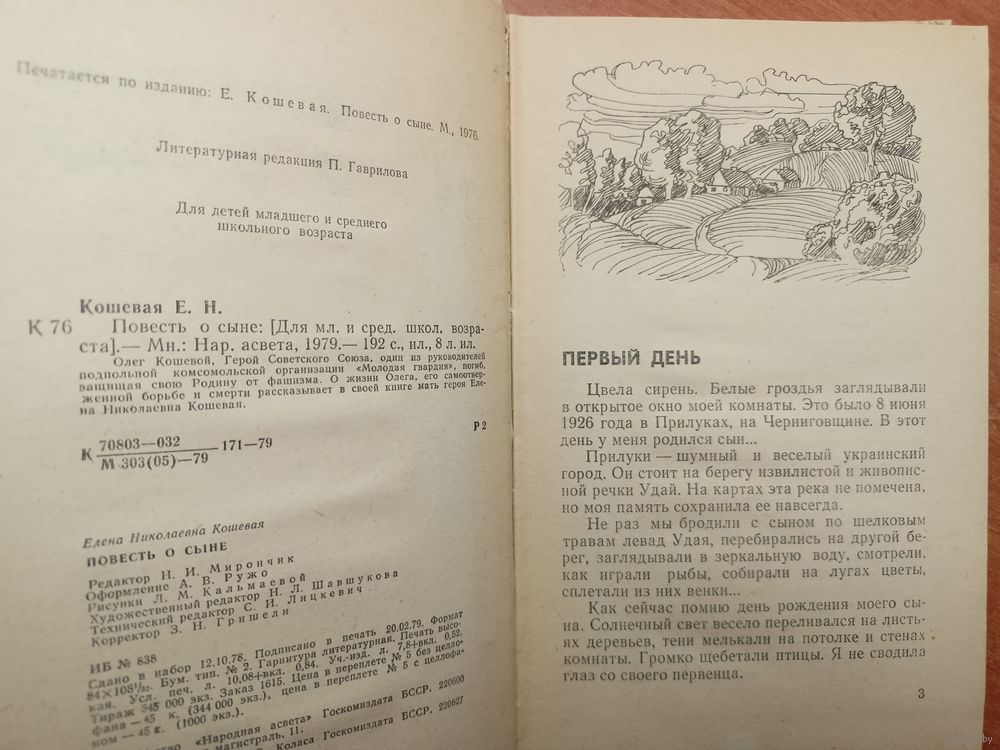 Печатается по изданию: Е. Кошевая. Повесть о сыне. М., 1976.
Литературная редакция П. Гаврилова
Для детей младшего и среднего
школьного возраста
Кошевая Е. Н.
К 76 Повесть о сыне: [Для мл. и сред. школ. возра-
ста].— Мн.: Нар. асвета, 1979.— 192 с., ил., 8 л. ил.
Олег Кошевой, Герой Советского Союза, один из руководителей
подпольной комсомольской организации «Молодая гвардия», погиб,
защищая свою Родину от фашизма. О жизни Олега, его самоотвер-
женной борьбе и смерти рассказывает в своей книге мать героя Еле-
на Николаевна Кошевая.
Р2
К 70803—032
М 303(05)—79 171—79
Елена Николаевна Кошевая
ПОВЕСТЬ О СЫНЕ
Редактор Н. И. Мирончик
Оформление А. В. Ружо
Рисунки Л. М. Кальмаевой
Художественный редактор Н. Л. Шавшукова
Технический редактор С. И. Лицкевич
Корректор З. Н. Гришели
ИБ № 838
Сдано в набор 12.10.78. Подписано в печать 20.02.79. Формат
84×108 1/32. Бум. тип. № 2. Гарнитура литературная. Печать высо-
кая. Усл. печ. л. 10,08+вкл. 0,84. Уч.-изд. л. 7,8+вкл. 0,52.
Тираж 345 000 экз. Заказ 1615. Цена в переплете № 5 без целло-
фана — 45 к. (344 000 экз.), цена в переплете № 5 с целлофа-
ном — 45 к. (1000 экз.).
«Народная асвета» Госкомиздата БССР. 220600
магистраль, 11.
Коласа Госкомиздата БССР. 220827
ПЕРВЫЙ ДЕНЬ
Цвела сирень. Белые гроздья заглядывали
в открытое окно моей комнаты. Это было 8 июня
1926 года в Прилуках, на Черниговщине. В этот
день у меня родился сын...
Прилуки — шумный и веселый украинский
город. Он стоит на берегу извилистой и живопис-
ной речки Удай. На картах эта река не помечена,
но моя память сохранила ее навсегда.
Не раз мы бродили с сыном по шелковым
травам левад Удая, перебирались на другой бе-
рег, заглядывали в зеркальную воду, смотрели,
как играли рыбы, собирали на лугах цветы,
сплетали из них венки...
Как сейчас помню день рождения моего сы-
на. Солнечный свет весело переливался на листь-
ях деревьев, тени мелькали на потолке и стенах
комнаты. Громко щебетали птицы. Я не сводила
глаз со своего первенца.
3